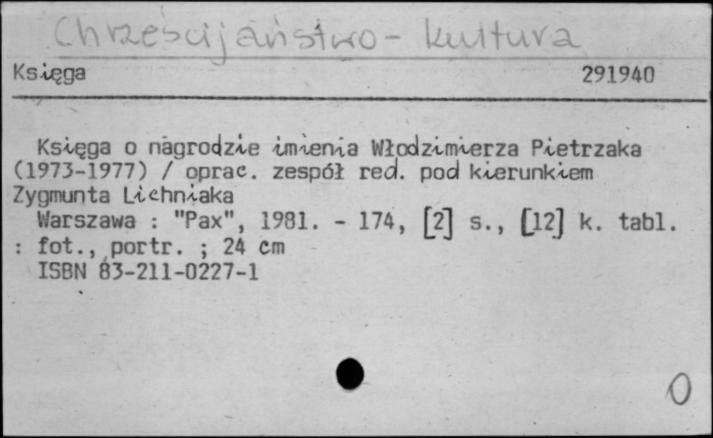 Chrześcijaństwo - kultura
Księga 291940
Księga o nagrodzie imienia Włodzimierza Pietrzaka
(1973-1977) / oprac. zespół red. pod kierunkiem
Zygmunta Lichniaka
Warszawa : "Pax", 1981. - 174, [2] s., [12] k. tabl.
: fot., portr. ; 24 cm
ISBN 83-211-0227-1
O